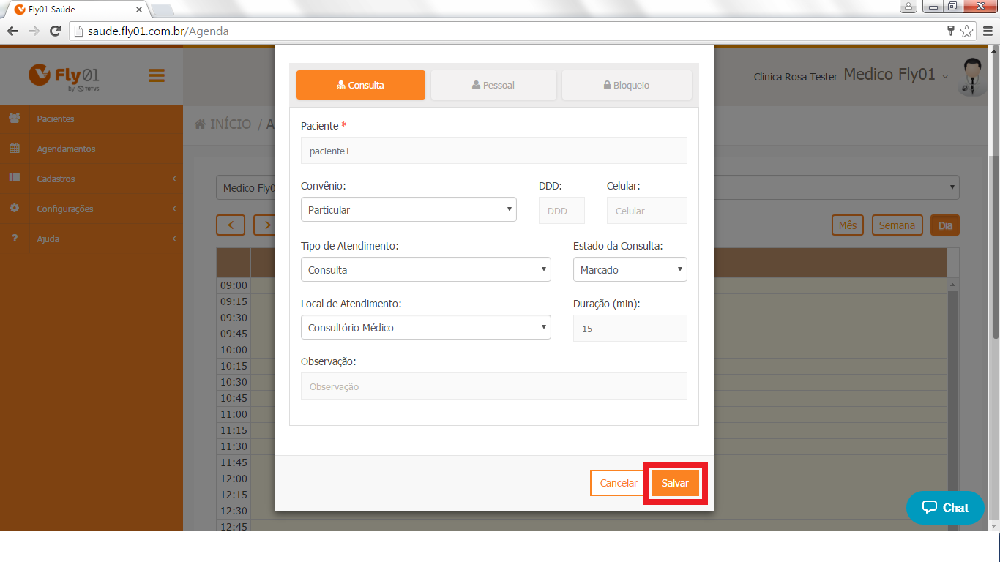 Fly01 Saúde
saude.fly01.com.br/Agenda
Fly01
by TOTVS
Clinica Rosa Tester Medico Fly01
Pacientes
Agendamentos
Cadastros
Configurações
? Ajuda
INÍCIO / A
Medico Fly0
< >
Mês Semana Dia
Consulta Pessoal Bloqueio
Paciente *
paciente1
Convênio: DDD: Celular:
Particular DDD Celular
Tipo de Atendimento: Estado da Consulta:
Consulta Marcado
Local de Atendimento: Duração (min):
Consultório Médico 15
Observação:
Observação
Cancelar Salvar
09:00
09:15
09:30
09:45
10:00
10:15
10:30
10:45
11:00
11:15
11:30
11:45
12:00
12:15
12:30
12:45
Chat